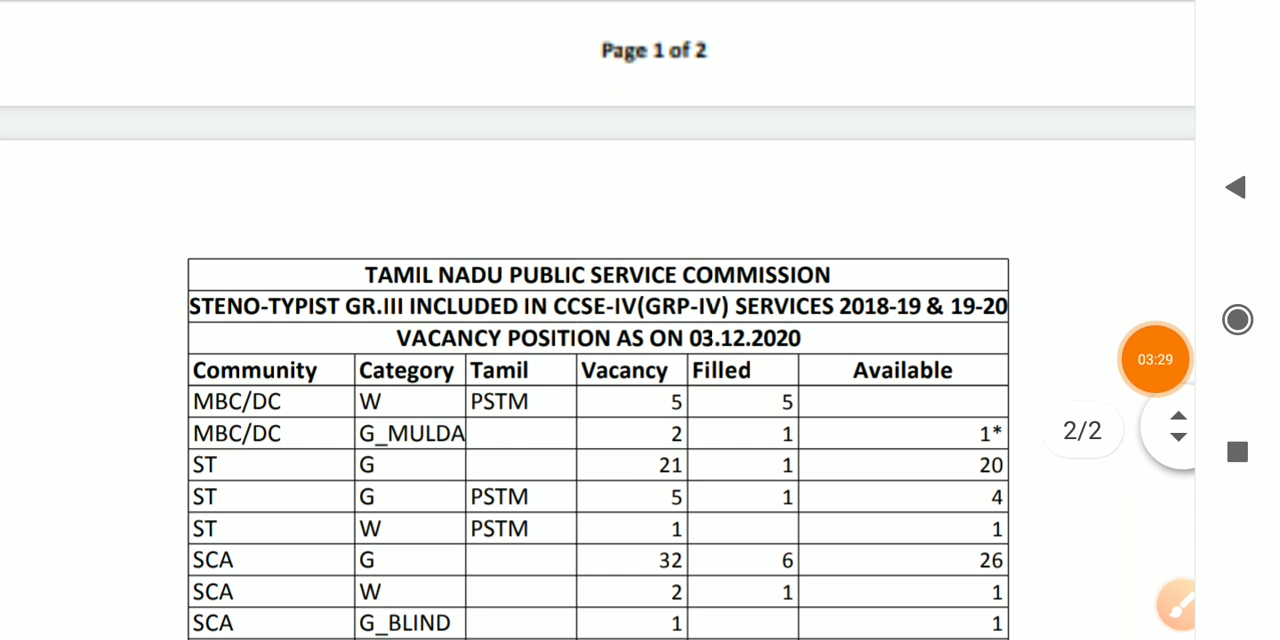 Page 1 of 2
TAMIL NADU PUBLIC SERVICE COMMISSION
STENO-TYPIST GR.III INCLUDED IN CCSE-IV(GRP-IV) SERVICES 2018-19 & 19-20
VACANCY POSITION AS ON 03.12.2020
Community Category Tamil Vacancy Filled Available
MBC/DC W PSTM 5 5
MBC/DC G_MULDA 2 1 1*
ST G 21 1 20
ST G PSTM 5 1 4
ST W PSTM 1 1
SCA G 32 6 26
SCA W 2 1 1
SCA G_BLIND 1 1
03:29
2/2